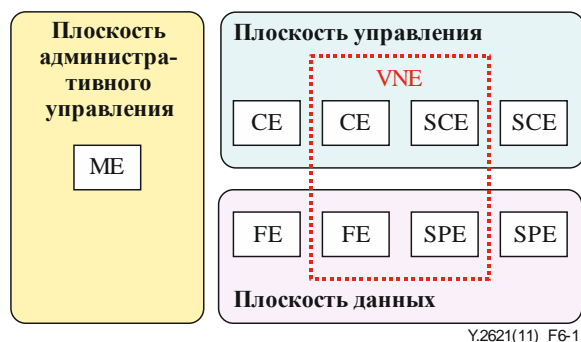 Плоскость
администра-
тивного
управления
ME
Плоскость управления
VNE
CE CE SCE SCE
FE FE SPE SPE
Плоскость данных
Y.2621(11)_F6-1